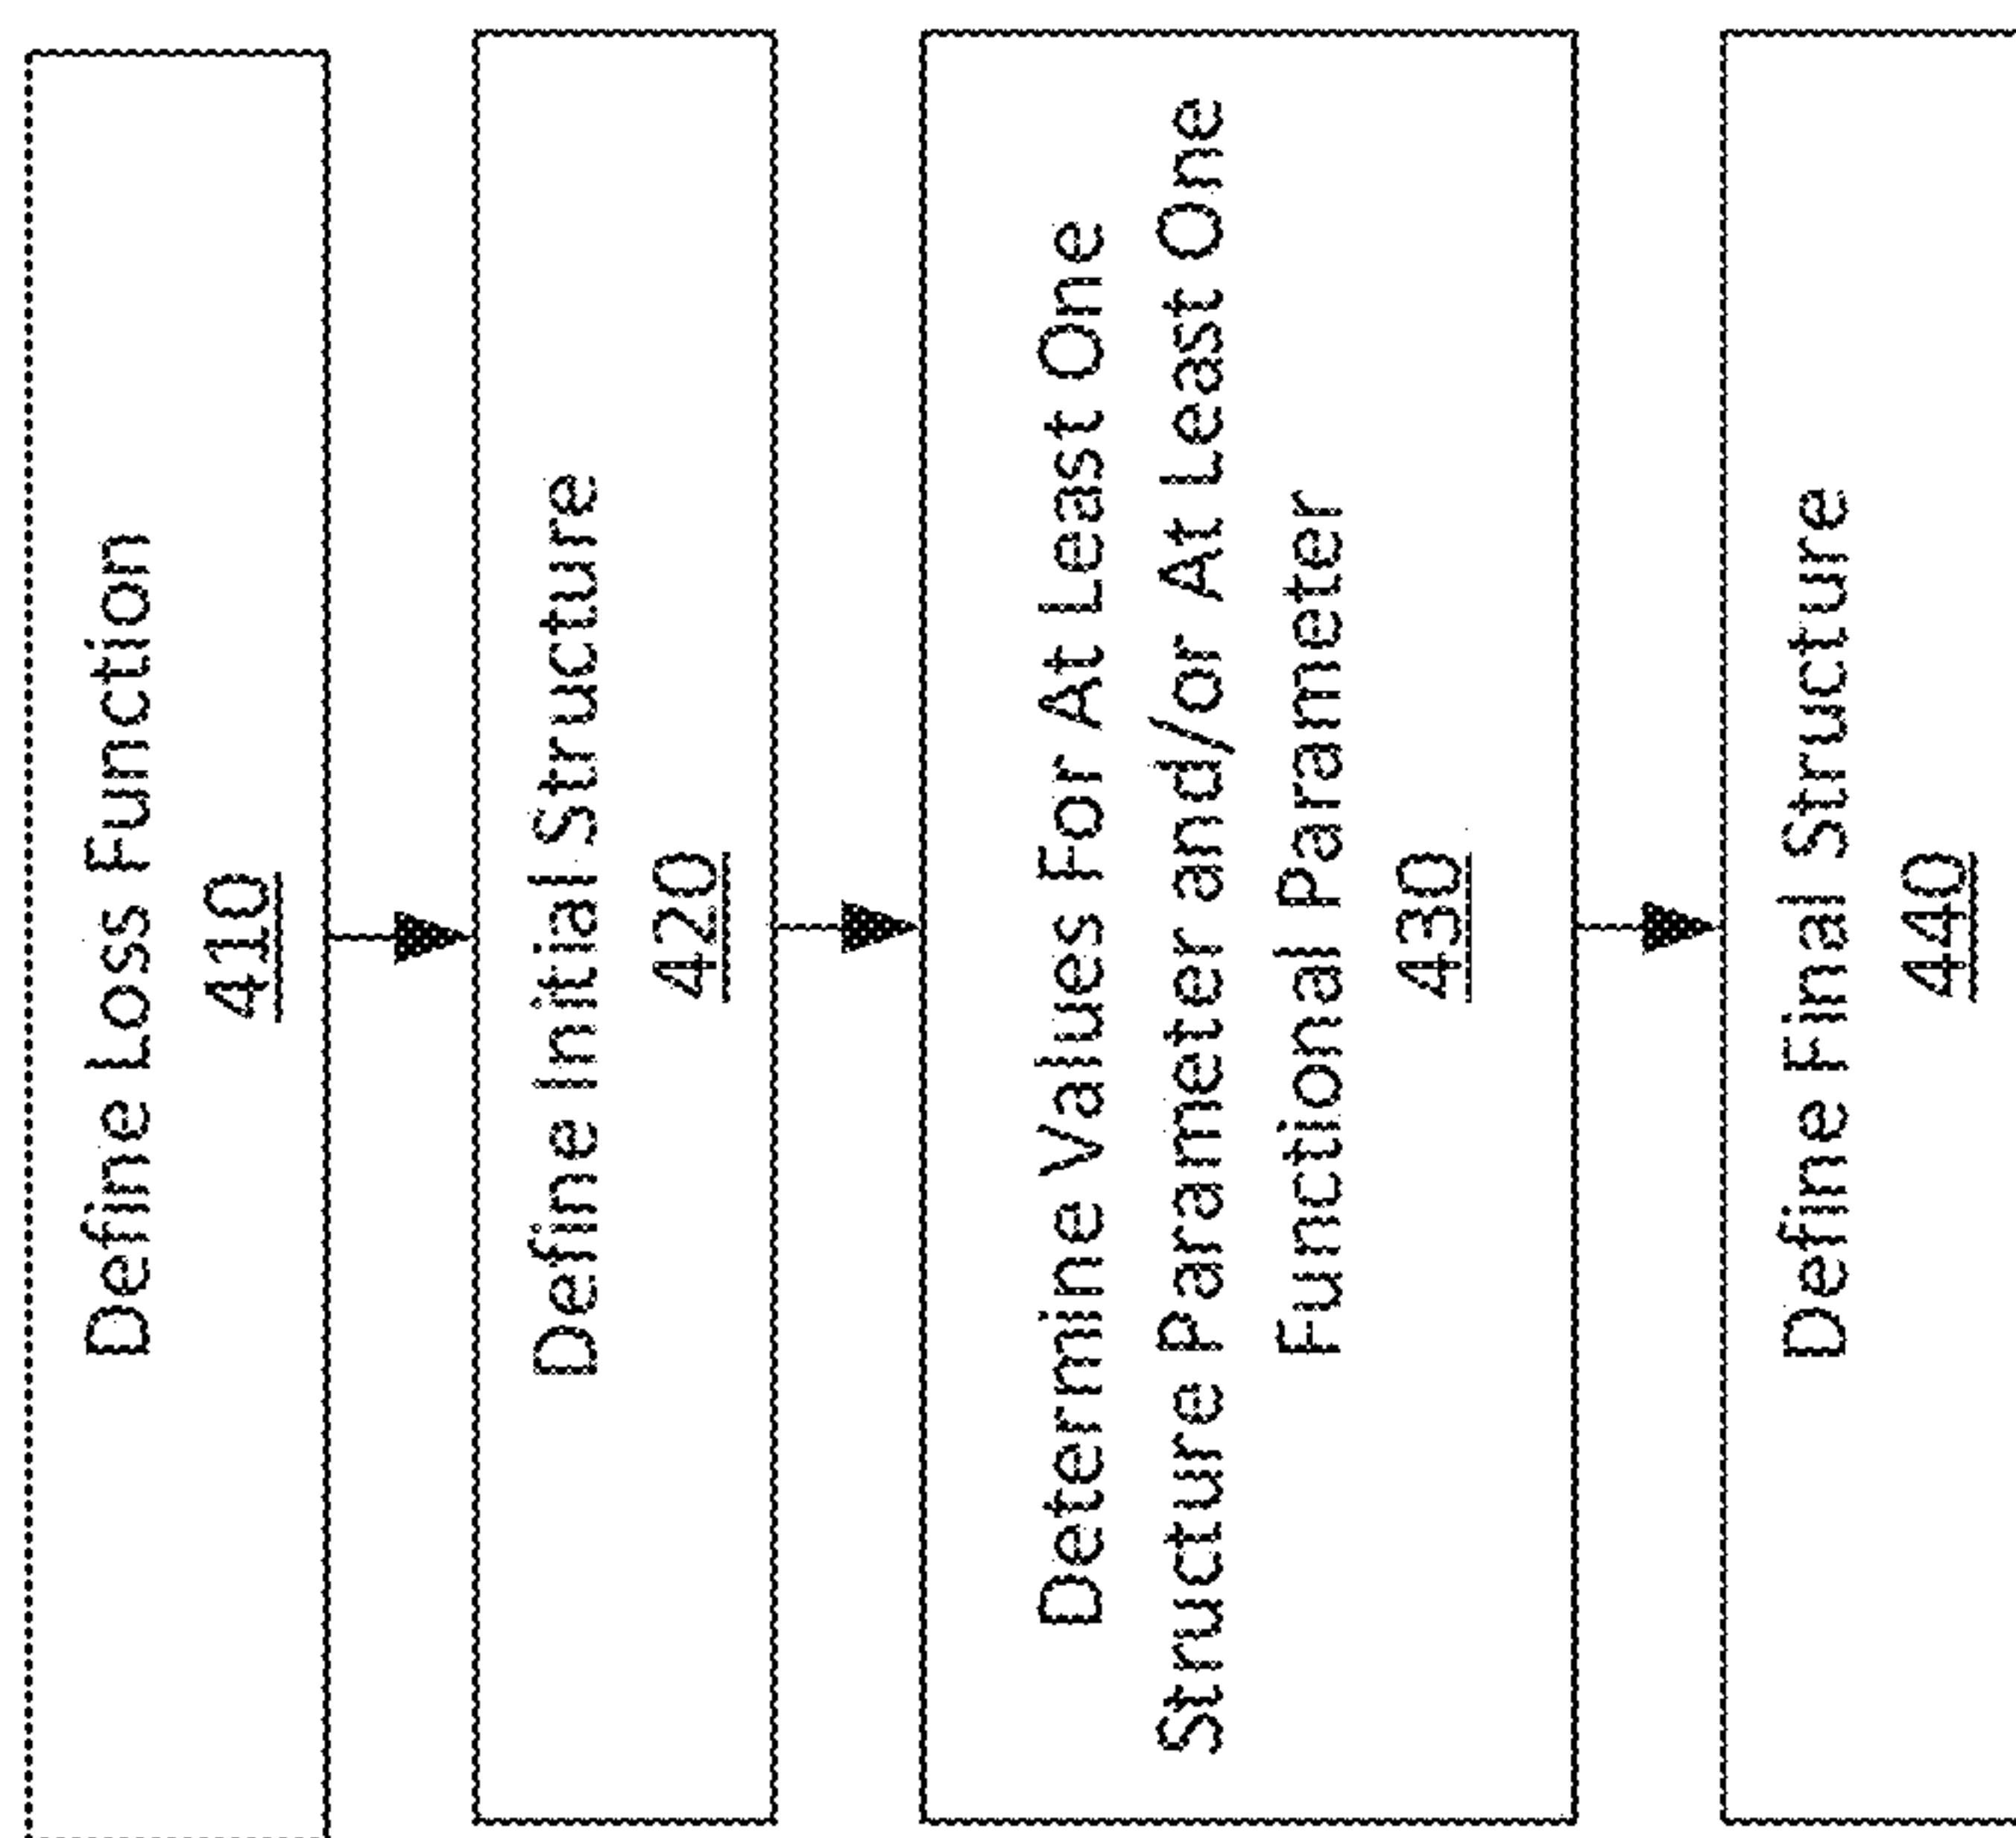 Define Loss Function
410
Define Initial Structure
420
Determine Values For At Least One
Structure Parameter and/or At Least One
Functional Parameter
430
Define Final Structure
440